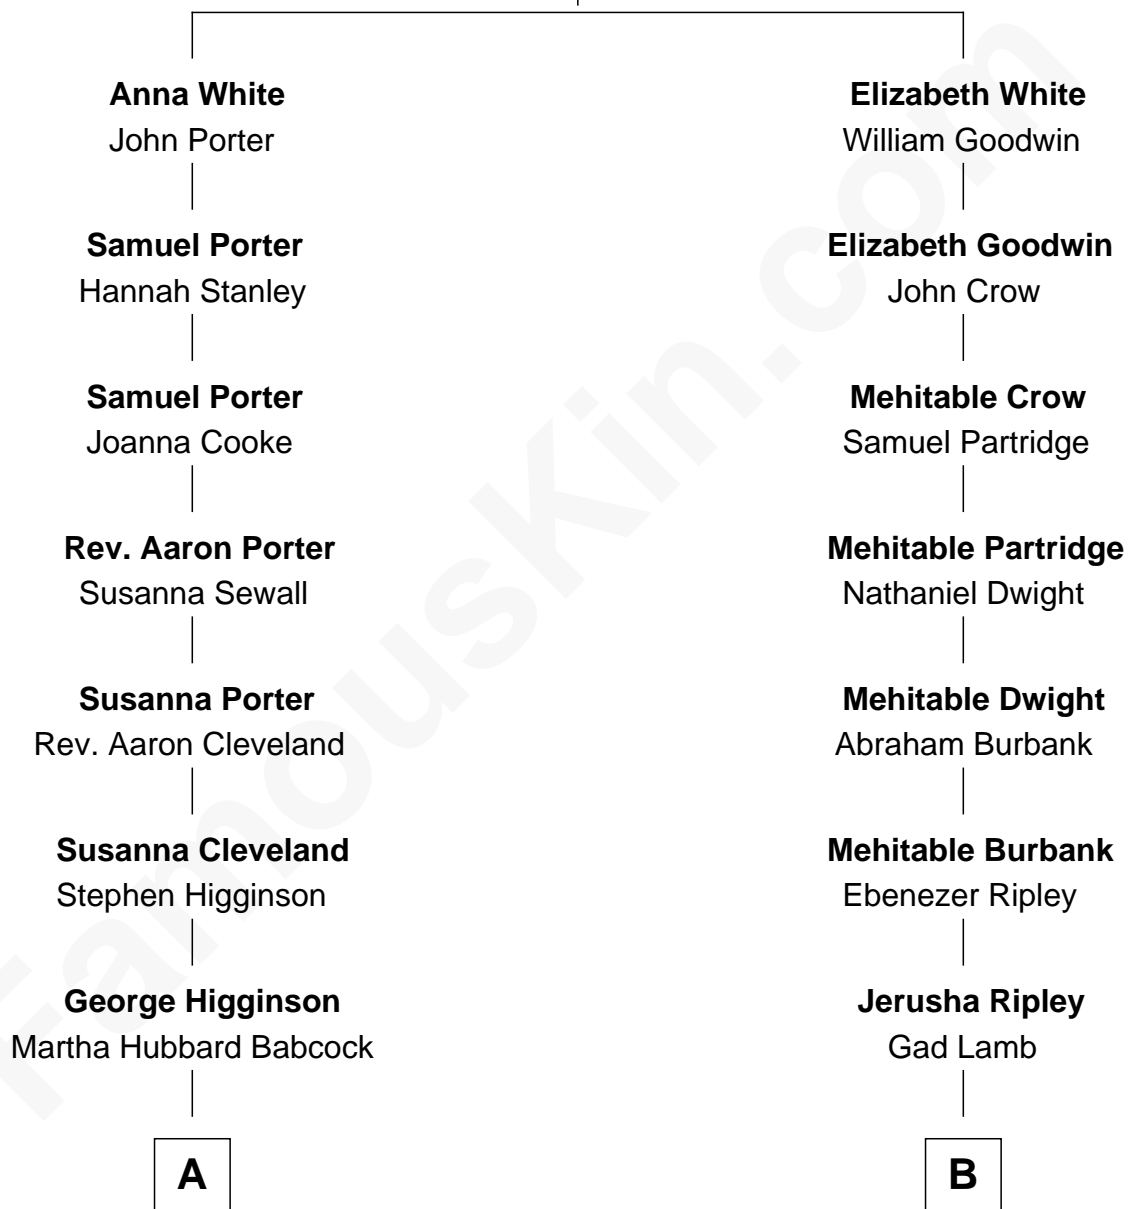 Anna White
John Porter
Samuel Porter
Hannah Stanley
Samuel Porter
Joanna Cooke
Rev. Aaron Porter
Susanna Sewall
Susanna Porter
Rev. Aaron Cleveland
Susanna Cleveland
Stephen Higginson
George Higginson
Martha Hubbard Babcock
A
Elizabeth White
William Goodwin
Elizabeth Goodwin
John Crow
Mehitable Crow
Samuel Partridge
Mehitable Partridge
Nathaniel Dwight
Mehitable Dwight
Abraham Burbank
Mehitable Burbank
Ebenezer Ripley
Jerusha Ripley
Gad Lamb
B
FamousKin.com